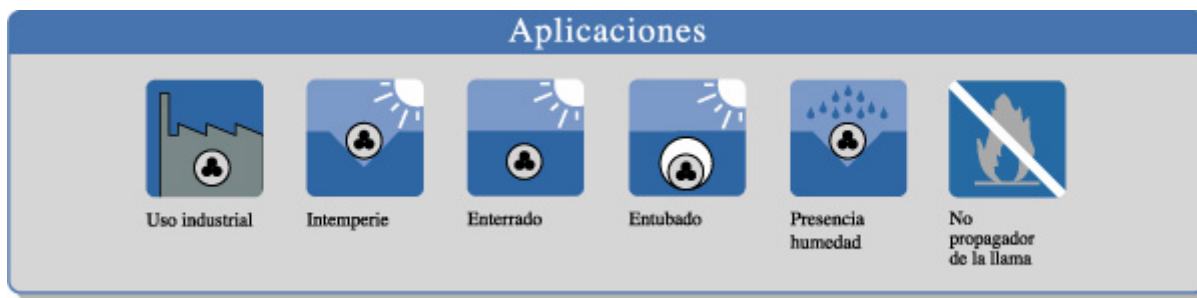 Aplicaciones
Uso industrial
Intemperie
Enterrado
Entubado
Presencia
humedad
No
propagador
de la llama